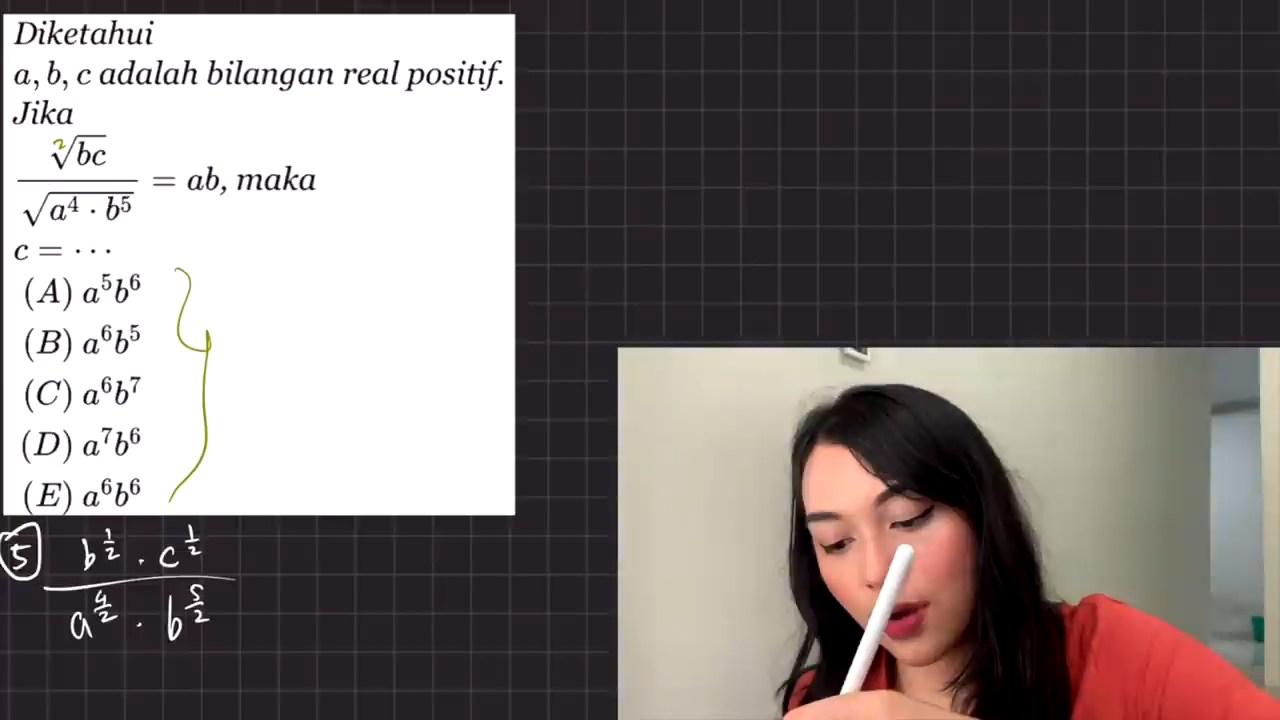 Diketahui
a, b, c adalah bilangan real positif.
Jika
²√bc / √a⁴ · b⁵ = ab, maka
c = ···
(A) a⁵b⁶
(B) a⁶b⁵
(C) a⁶b⁷
(D) a⁷b⁶
(E) a⁶b⁶
5 b^1/2 · c^1/2
a^4/2 · b^5/2